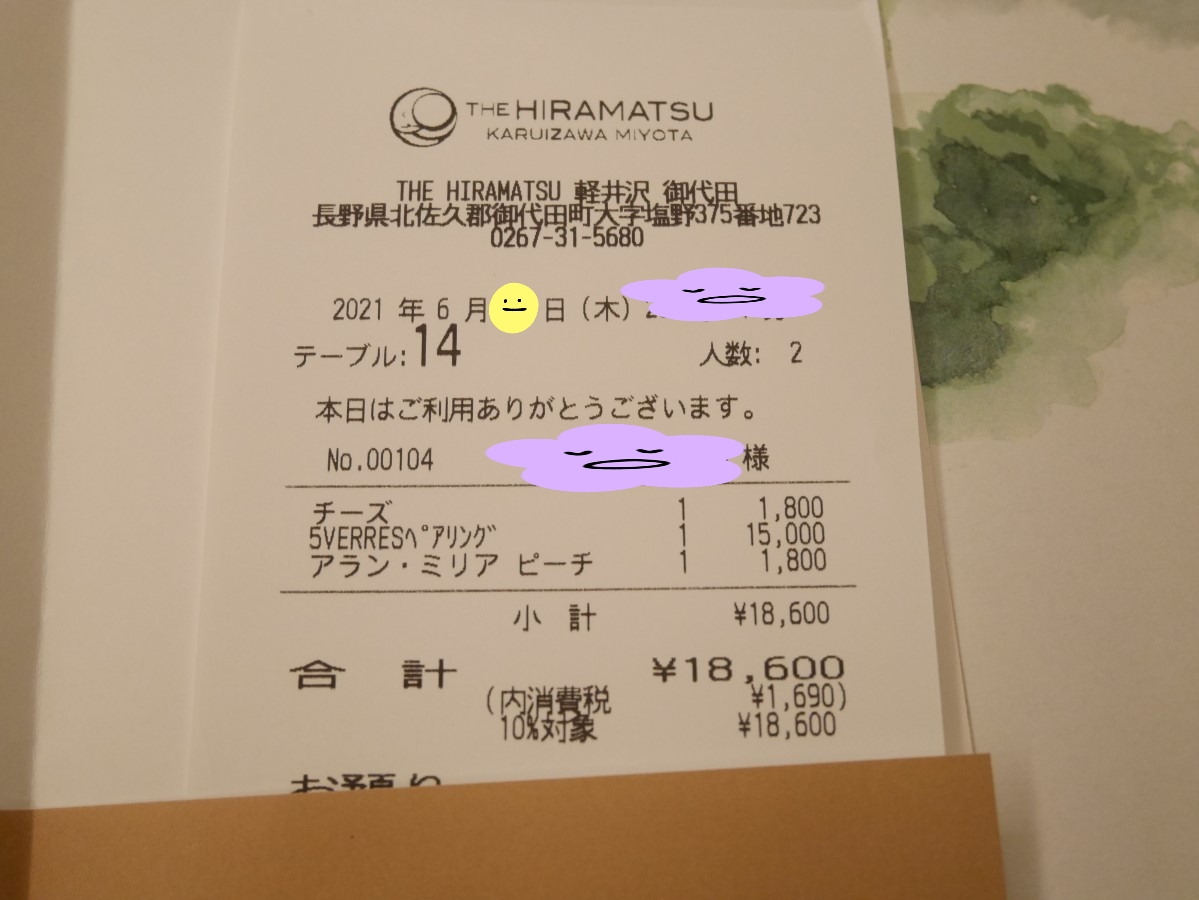 THE HIRAMATSU
KARUIZAWA MIYOTA
THE HIRAMATSU 軽井沢 御代田
長野県北佐久郡御代田町大字塩野375番地723
0267-31-5680
2021 年 6 月 日 (木)
テーブル:14 人数: 2
本日はご利用ありがとうございます。
No.00104 様
チーズ 1 1,800
5VERRESペアリング 1 15,000
アラン・ミリア ピーチ 1 1,800
小 計 ¥18,600
合 計 ¥18,600
(内消費税 ¥1,690)
10%対象 ¥18,600
お預り